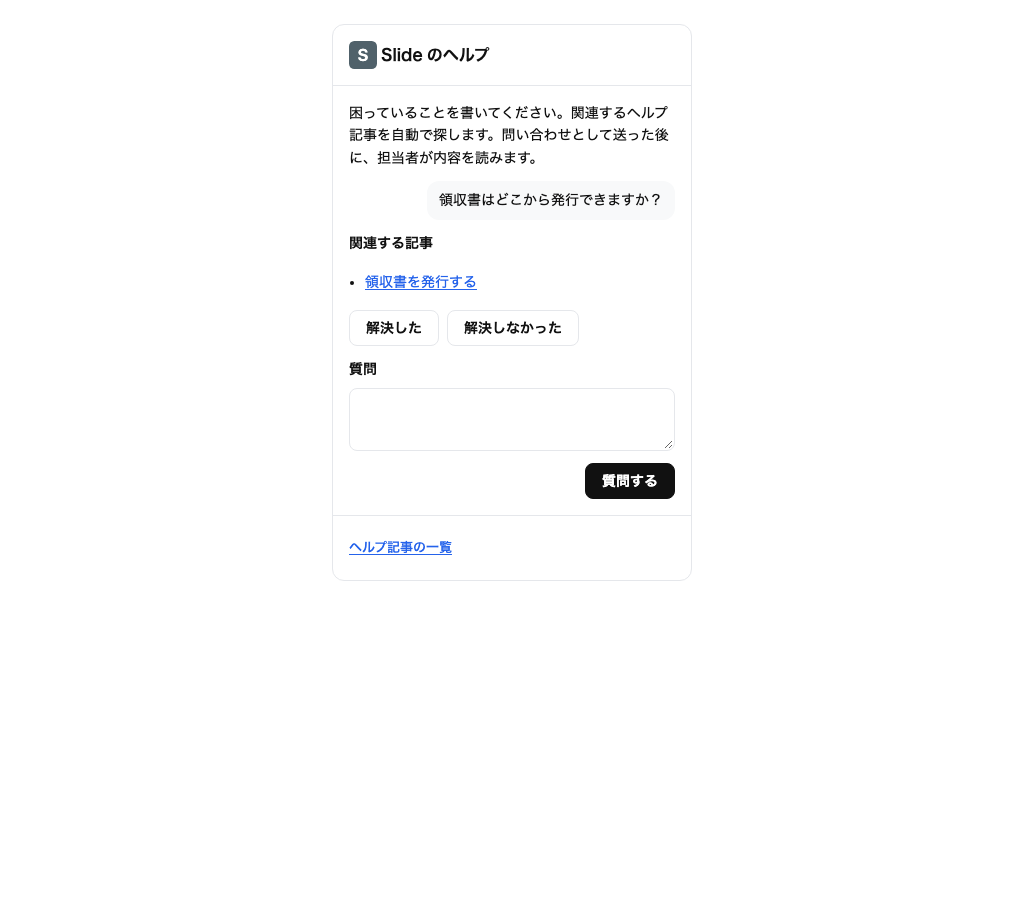 S Slide のヘルプ
困っていることを書いてください。関連するヘルプ
記事を自動で探します。問い合わせとして送った後
に、担当者が内容を読みます。
領収書はどこから発行できますか？
関連する記事
• 領収書を発行する
解決した 解決しなかった
質問
質問する
ヘルプ記事の一覧